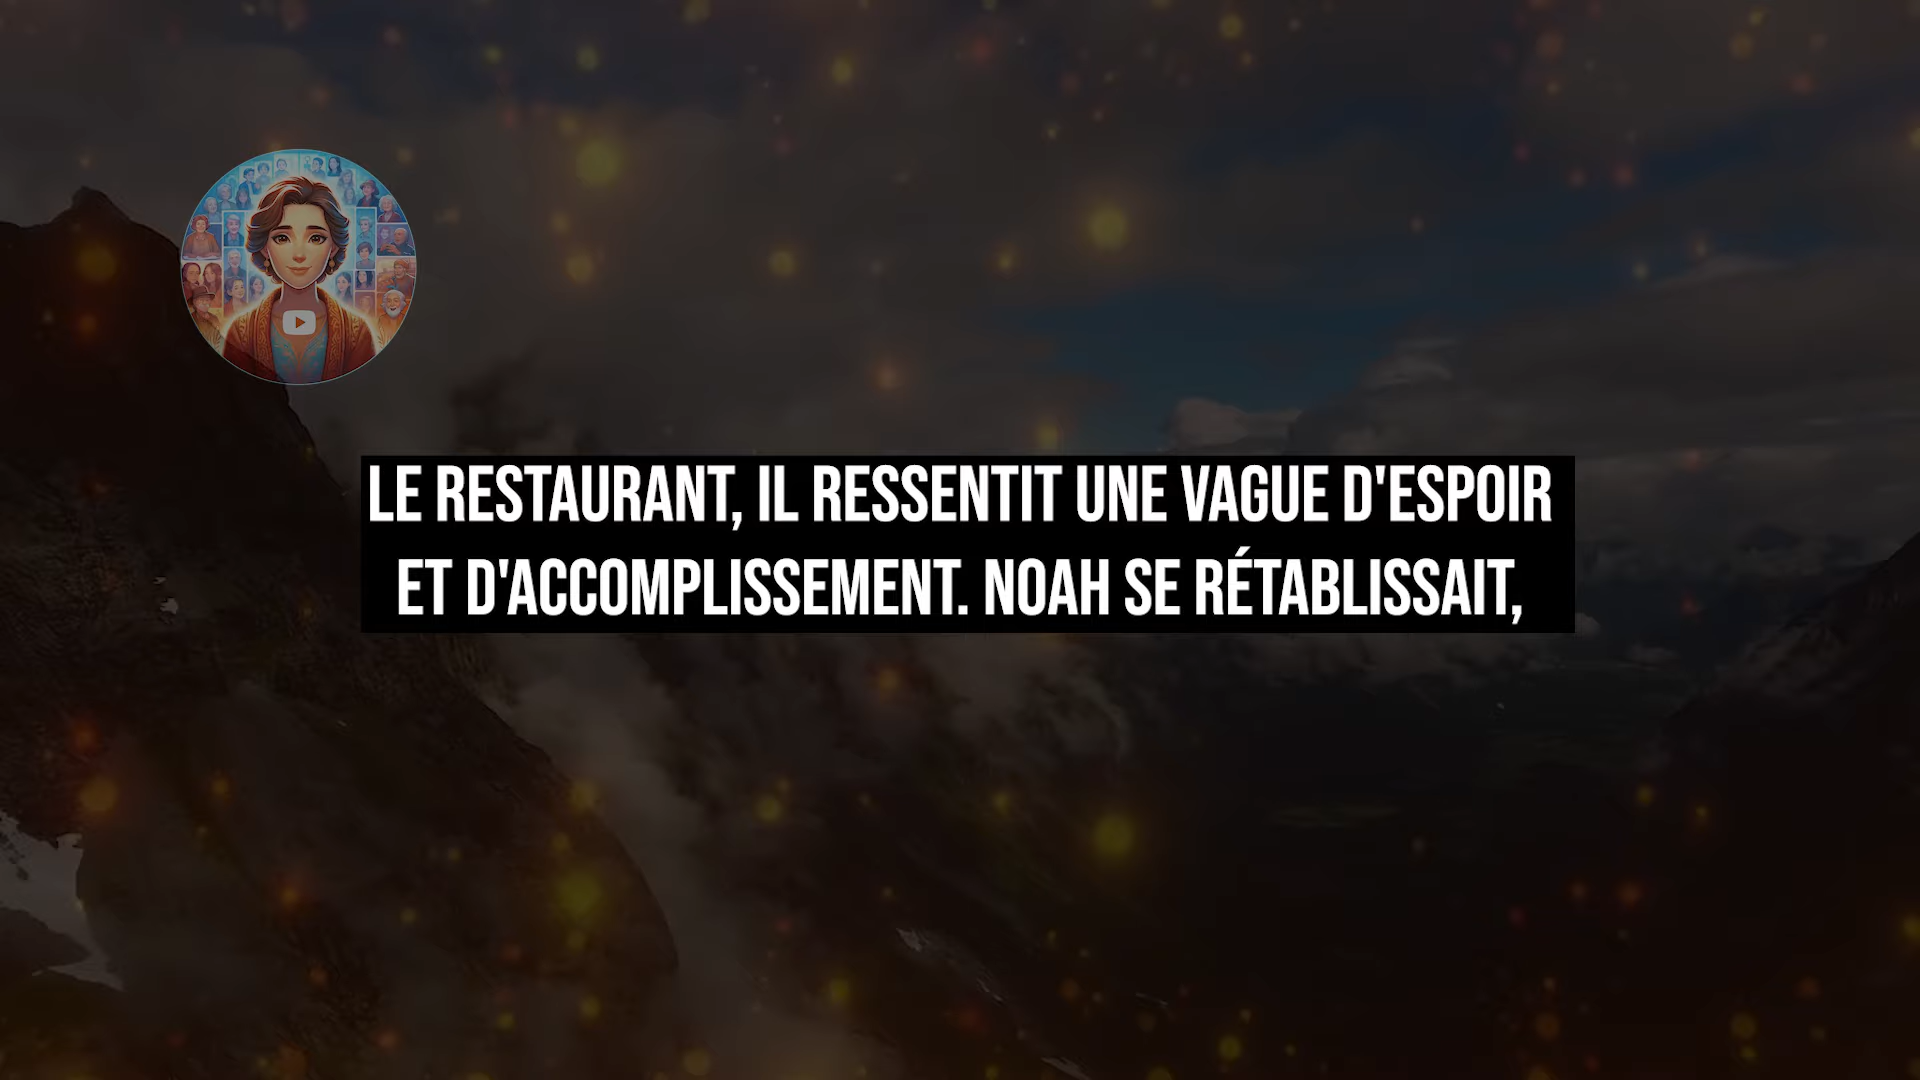 LE RESTAURANT, IL RESSENTIT UNE VAGUE D'ESPOIR
ET D'ACCOMPLISSEMENT. NOAH SE RÉTABLISSAIT,